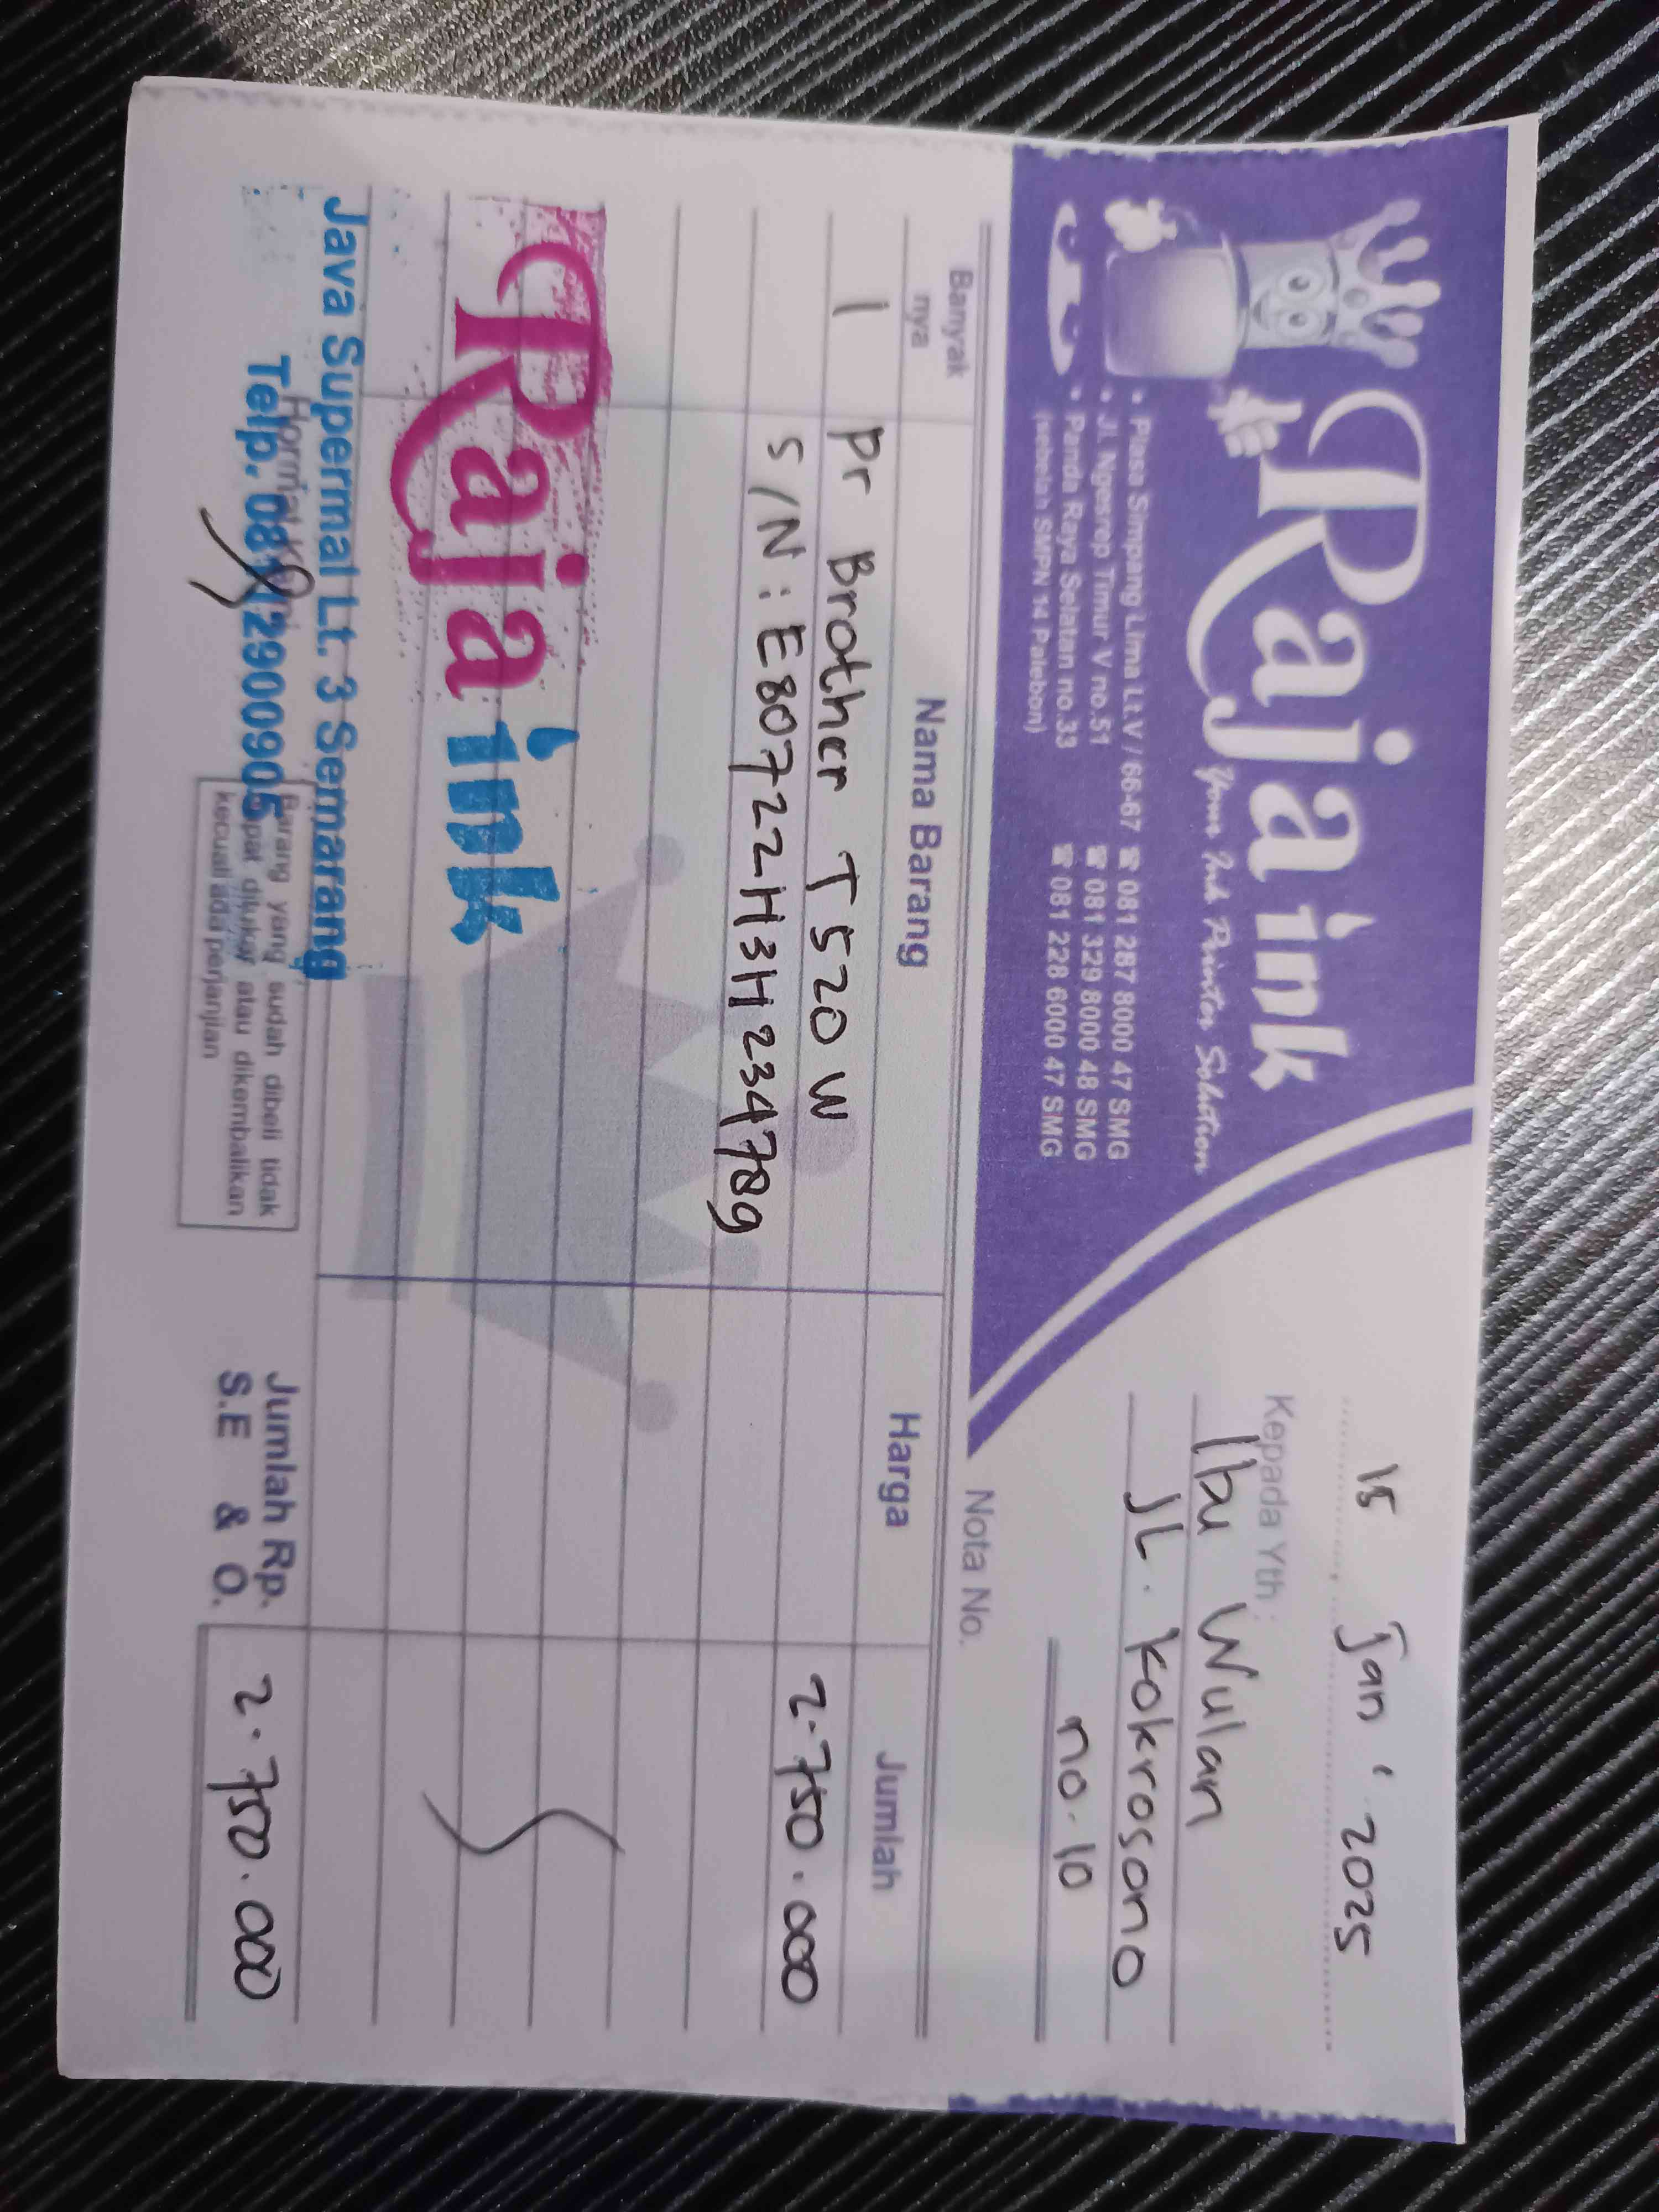 Raja ink
Your Ink Printer Solution
• Plasa Simpang Lima Lt.V / 66-67 ☎ 081 287 8000 47 SMG
• Jl. Ngesrep Timur V no.51 ☎ 081 329 8000 48 SMG
• Panda Raya Selatan no.33 ☎ 081 228 6000 47 SMG
(sebelah SMPN 14 Palebon)
15 Jan ' 2025
Kepada Yth :
Ibu Wulan
JL. Kokrosono
no. 10
Nota No.
Banyak nya Nama Barang Harga Jumlah
1 Pr Brother T 520 W 2.750.000
S/N : E80722H3H234789
Raja ink
Java Supermal Lt. 3 Semarang
Telp. 081 2900905
Hormat
Barang yang sudah dibeli tidak
dapat ditukar atau dikembalikan
kecuali ada perjanjian
Jumlah Rp. 2.750.000
S.E & O.